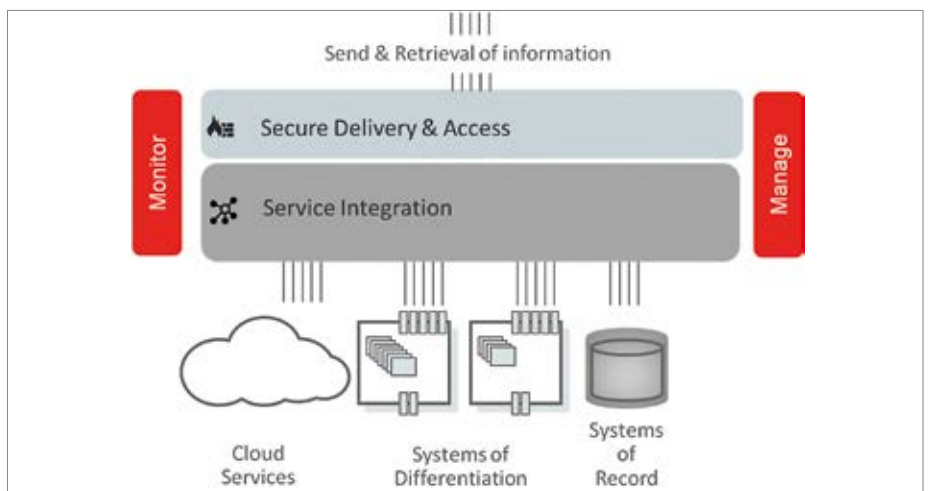 Send & Retrieval of information
Secure Delivery & Access
Monitor
Manage
Service Integration
Cloud
Services
Systems of
Differentiation
Systems
of
Record